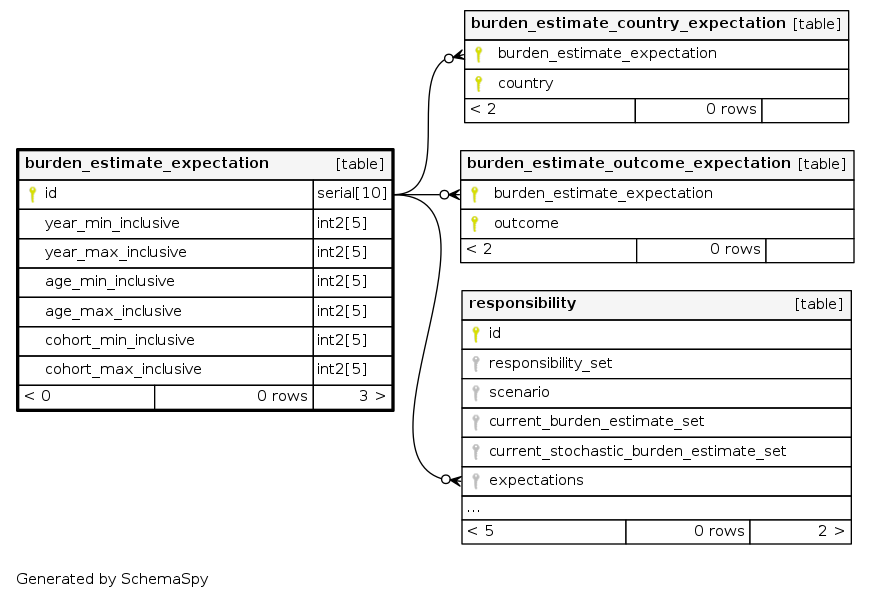 burden_estimate_country_expectation [table]
burden_estimate_expectation
country
< 2 0 rows
burden_estimate_expectation [table]
id serial[10]
year_min_inclusive int2[5]
year_max_inclusive int2[5]
age_min_inclusive int2[5]
age_max_inclusive int2[5]
cohort_min_inclusive int2[5]
cohort_max_inclusive int2[5]
< 0 0 rows 3 >
burden_estimate_outcome_expectation [table]
burden_estimate_expectation
outcome
< 2 0 rows
responsibility [table]
id
responsibility_set
scenario
current_burden_estimate_set
current_stochastic_burden_estimate_set
expectations
...
< 5 0 rows 2 >
Generated by SchemaSpy